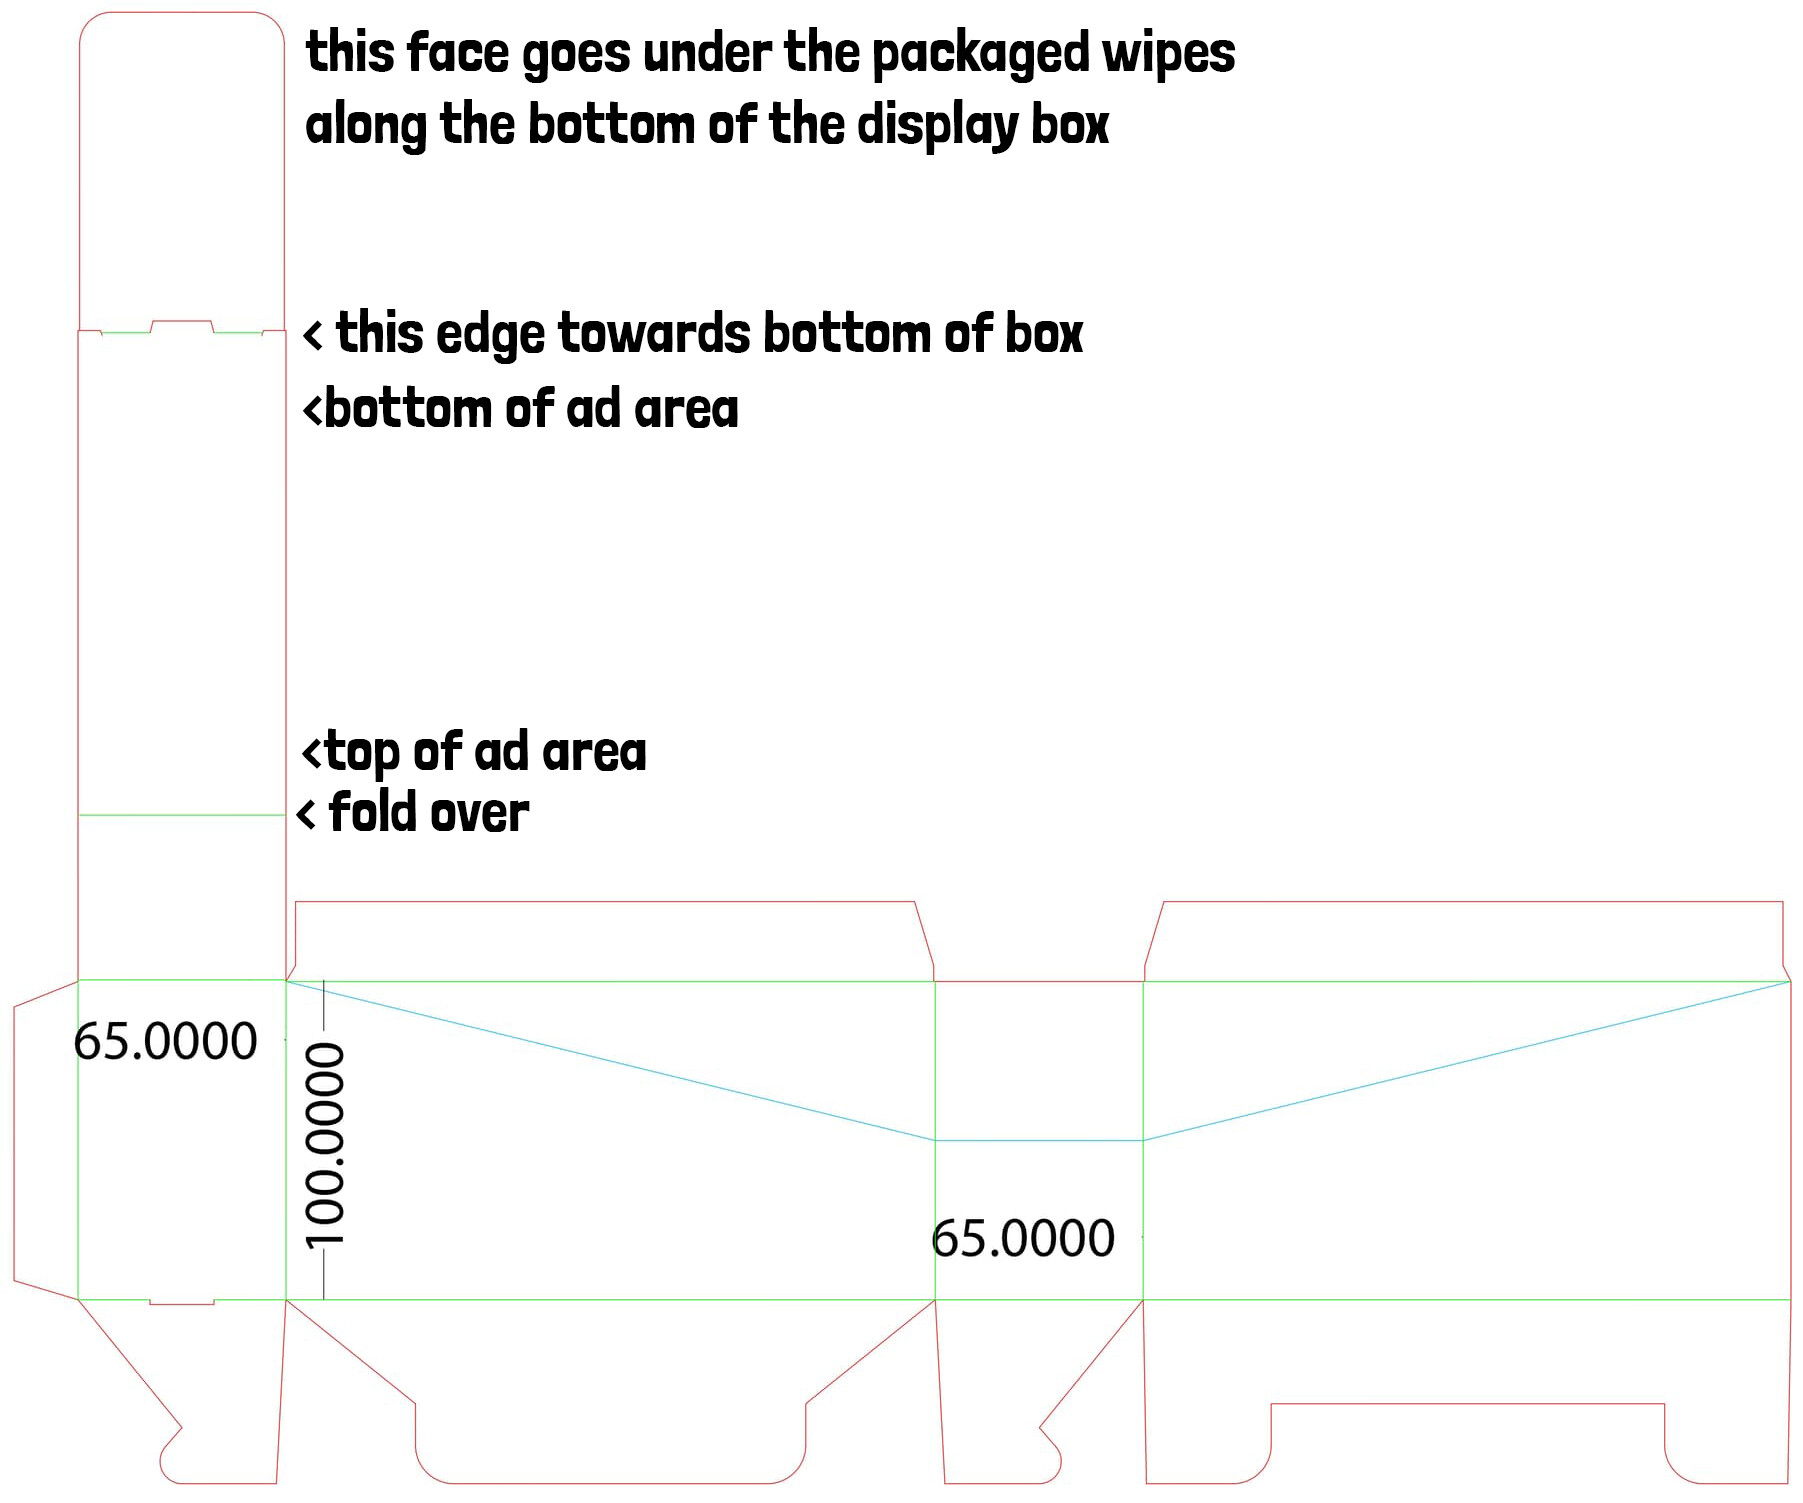 this face goes under the packaged wipes
along the bottom of the display box
< this edge towards bottom of box
<bottom of ad area
<top of ad area
< fold over
65.0000
100.0000
65.0000